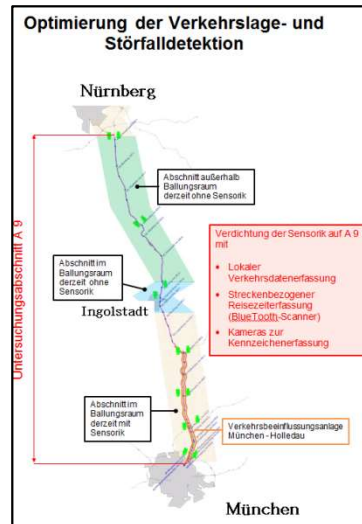 Optimierung der Verkehrslage- und
Störfalldetektion
Nürnberg
Abschnitt außerhalb
Ballungsraum
derzeit ohne Sensorik
Untersuchungsabschnitt A 9
Verdichtung der Sensorik auf A 9
mit
• Lokaler
Verkehrsdatenerfassung
• Streckenbezogener
Reisezeiterfassung
(BlueTooth-Scanner)
• Kameras zur
Kennzeichenerfassung
Abschnitt im
Ballungsraum
derzeit ohne
Sensorik
Ingolstadt
Abschnitt im
Ballungsraum
derzeit mit
Sensorik
Verkehrsbeeinflussungsanlage
München - Holledau
München